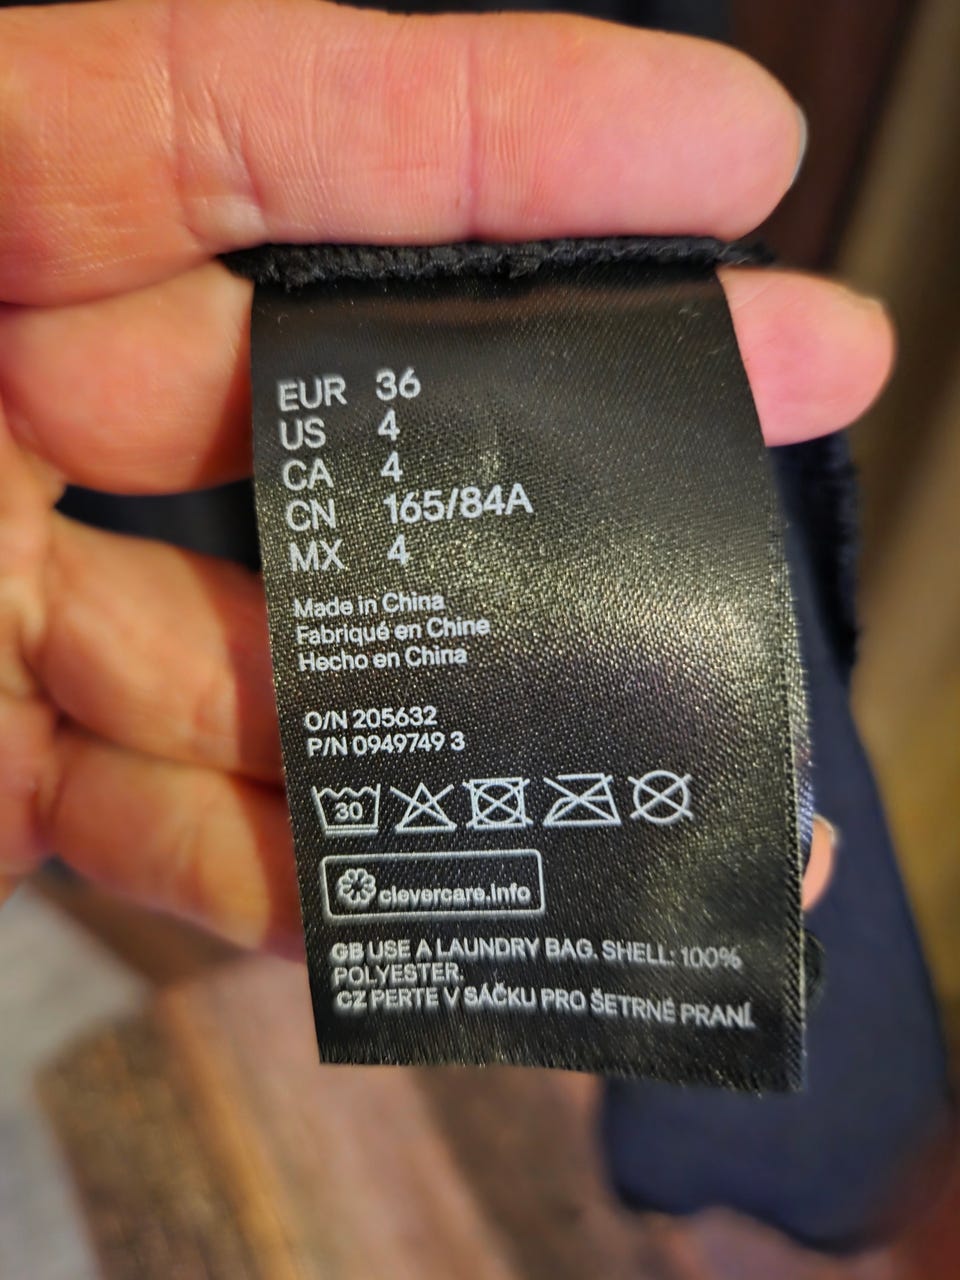 EUR 36
US 4
CA 4
CN 165/84A
MX 4
Made in China
Fabriqué en Chine
Hecho en China
O/N 205632
P/N 0949749 3
30
clevercare.info
GB USE A LAUNDRY BAG. SHELL: 100%
POLYESTER.
CZ PERTE V SÁČKU PRO ŠETRNÉ PRANÍ.